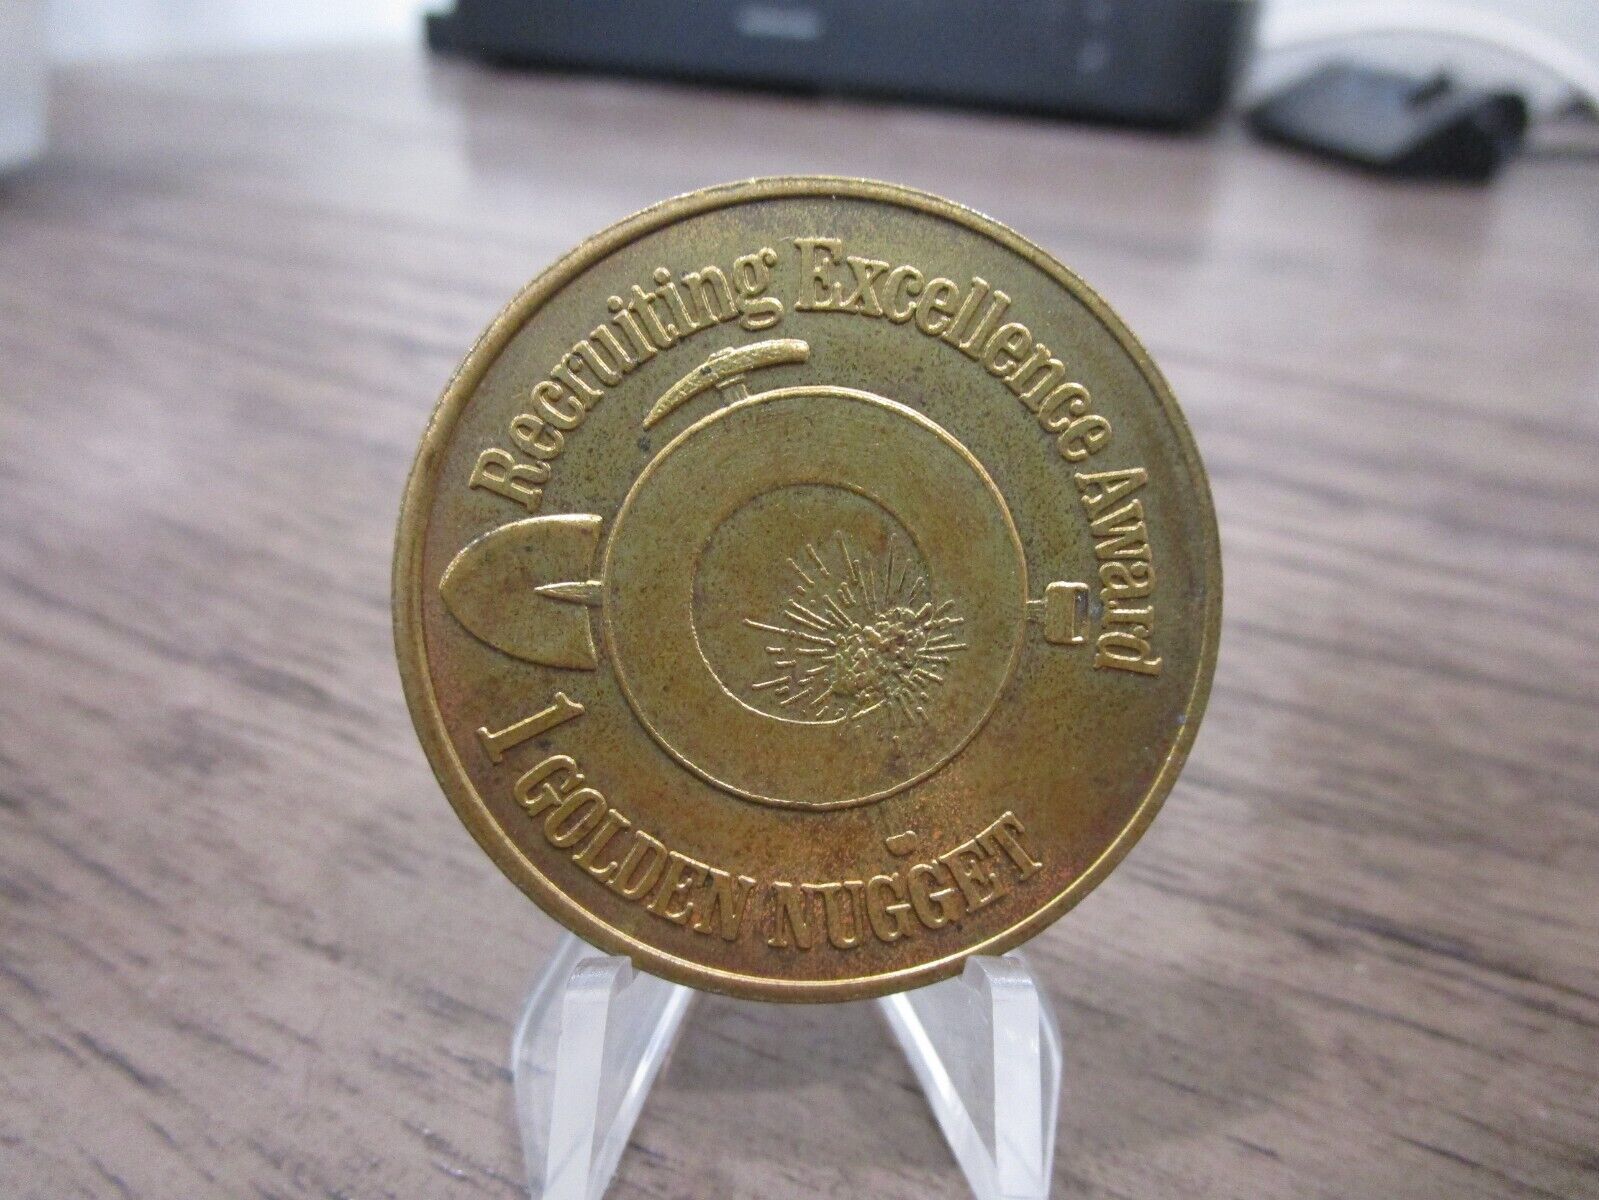 Recruiting Excellence Award
1 GOLDEN NUGGET